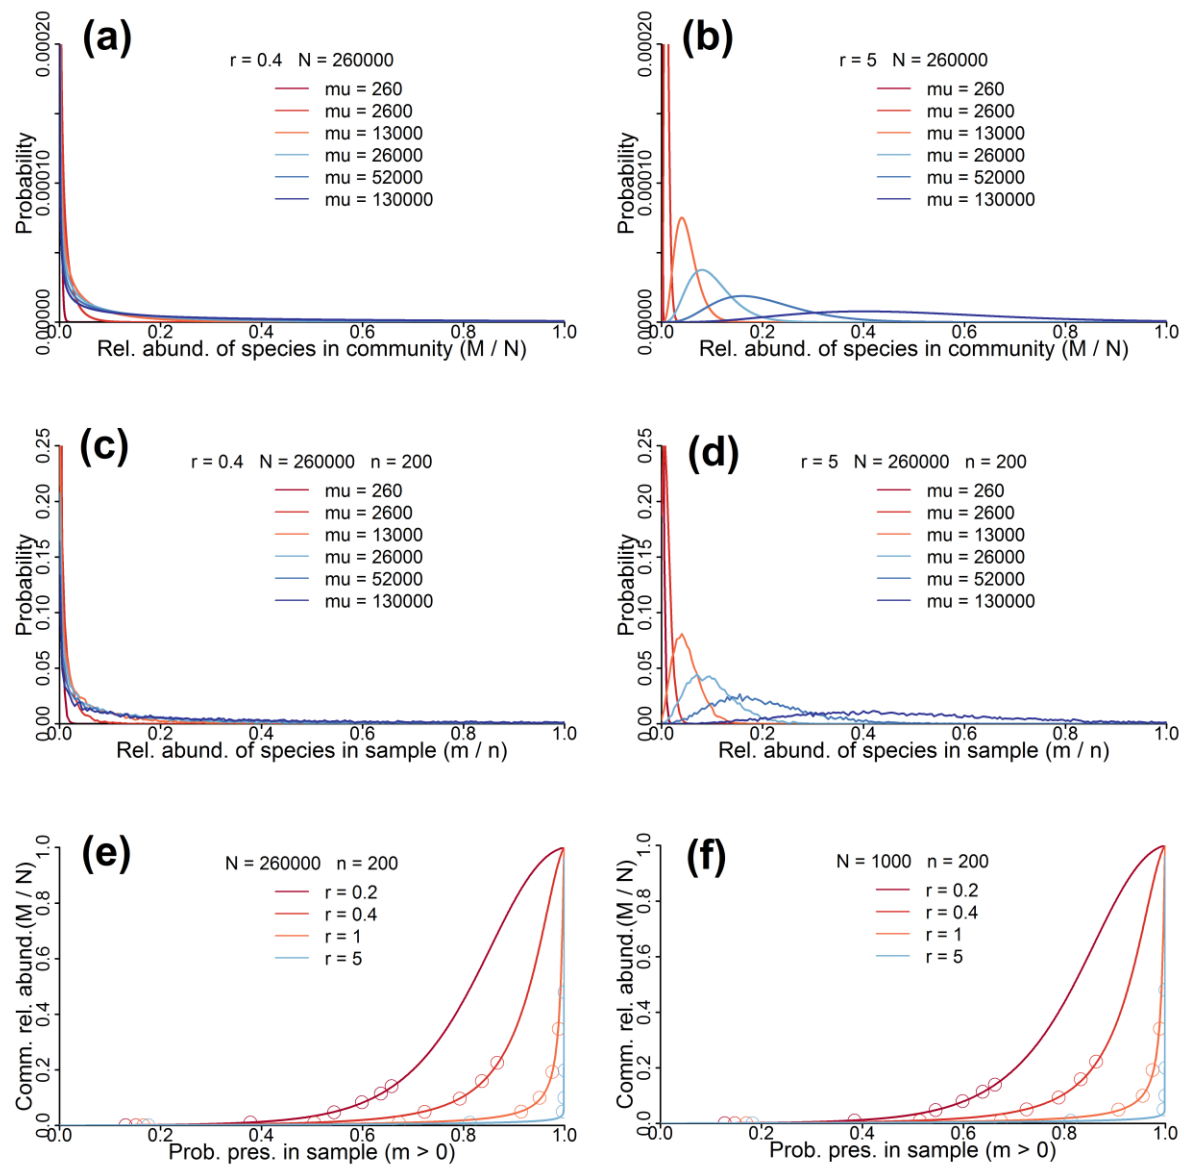 (a)
r = 0.4 N = 260000
mu = 260
mu = 2600
mu = 13000
mu = 26000
mu = 52000
mu = 130000
Probability
0.00020
0.00010
0.0000
0.0 0.2 0.4 0.6 0.8 1.0
Rel. abund. of species in community (M / N)
(b)
r = 5 N = 260000
mu = 260
mu = 2600
mu = 13000
mu = 26000
mu = 52000
mu = 130000
Probability
0.00020
0.00010
0.0000
0.0 0.2 0.4 0.6 0.8 1.0
Rel. abund. of species in community (M / N)
(c)
r = 0.4 N = 260000 n = 200
mu = 260
mu = 2600
mu = 13000
mu = 26000
mu = 52000
mu = 130000
Probability
0.25
0.20
0.15
0.10
0.05
0.00
0.0 0.2 0.4 0.6 0.8 1.0
Rel. abund. of species in sample (m / n)
(d)
r = 5 N = 260000 n = 200
mu = 260
mu = 2600
mu = 13000
mu = 26000
mu = 52000
mu = 130000
Probability
0.25
0.20
0.15
0.10
0.05
0.00
0.0 0.2 0.4 0.6 0.8 1.0
Rel. abund. of species in sample (m / n)
(e)
N = 260000 n = 200
r = 0.2
r = 0.4
r = 1
r = 5
Comm. rel. abund.(M / N)
1.0
0.8
0.6
0.4
0.2
0.0
0.0 0.2 0.4 0.6 0.8 1.0
Prob. pres. in sample (m > 0)
(f)
N = 1000 n = 200
r = 0.2
r = 0.4
r = 1
r = 5
Comm. rel. abund.(M / N)
1.0
0.8
0.6
0.4
0.2
0.0
0.0 0.2 0.4 0.6 0.8 1.0
Prob. pres. in sample (m > 0)